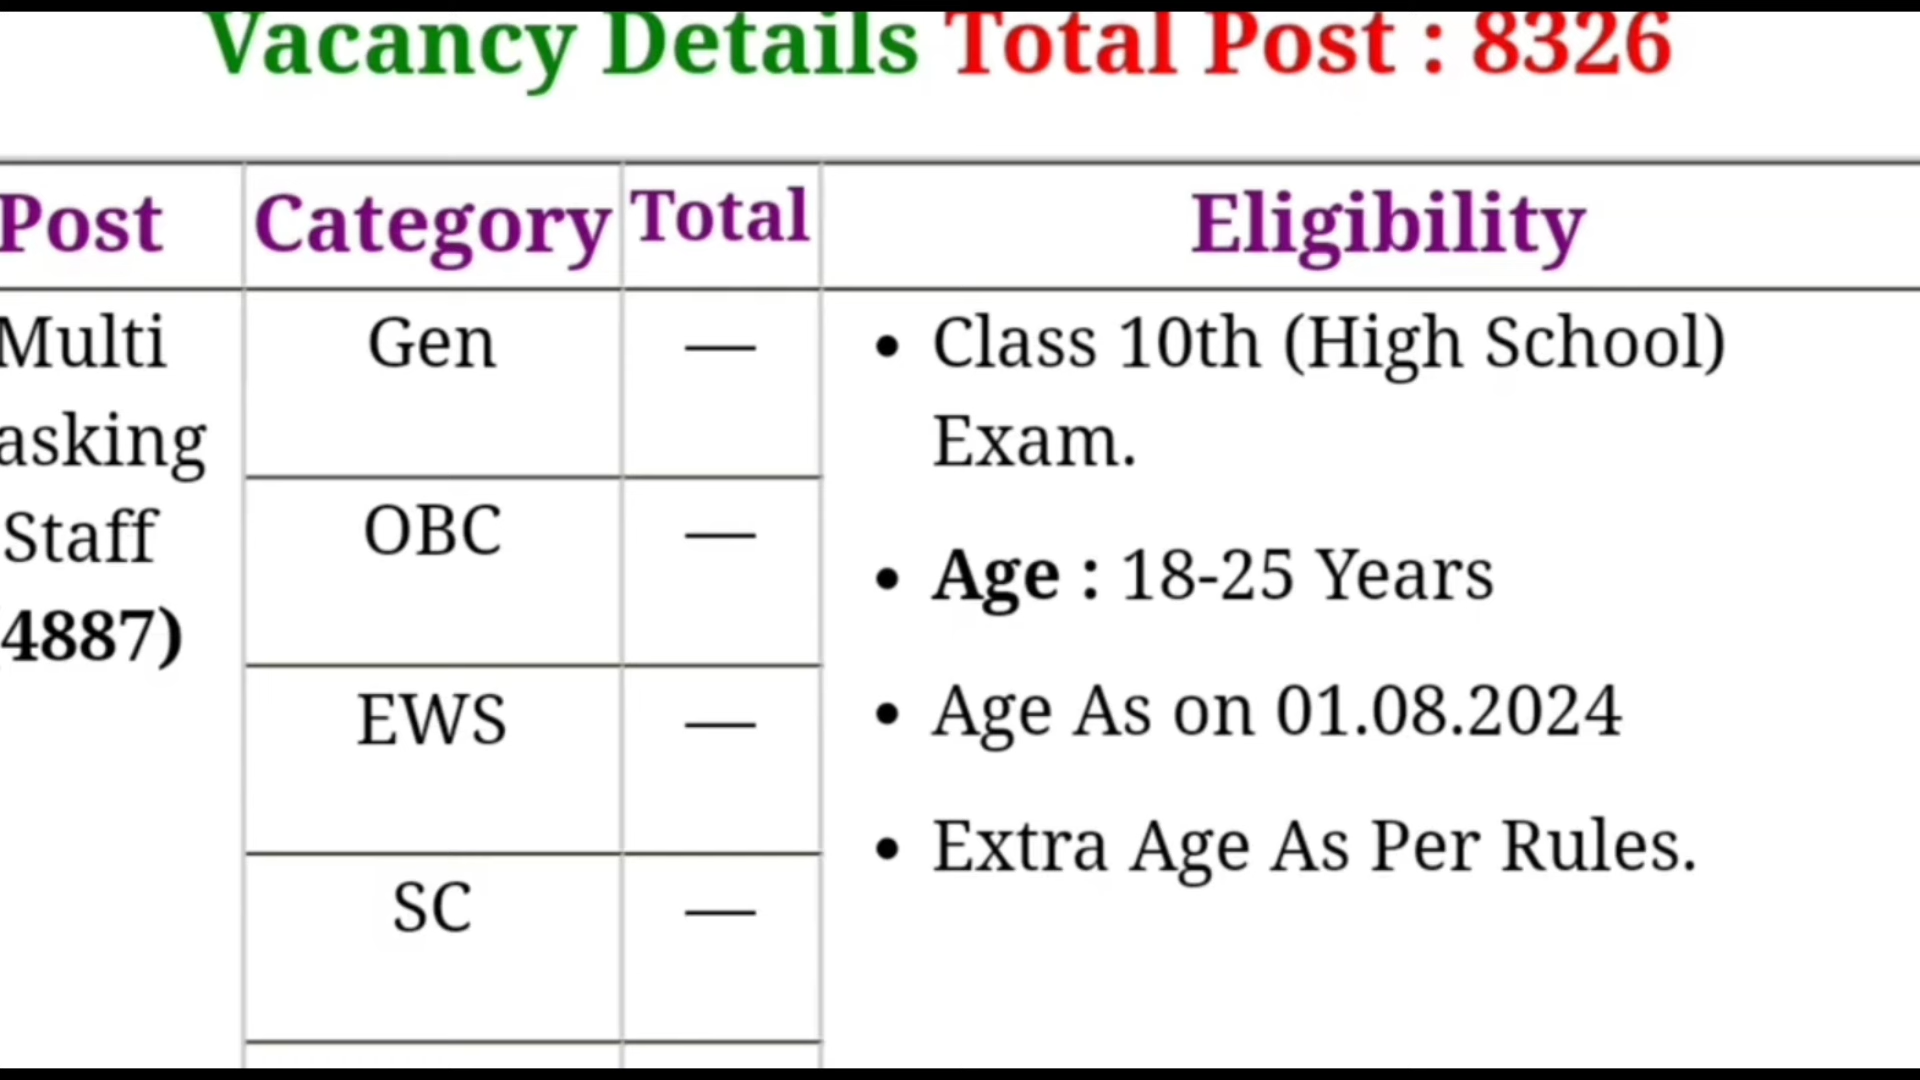 Vacancy Details Total Post : 8326
Post Category Total Eligibility
Multi
asking
Staff
4887)
Gen —
OBC —
EWS —
SC —
• Class 10th (High School)
Exam.
• Age : 18-25 Years
• Age As on 01.08.2024
• Extra Age As Per Rules.